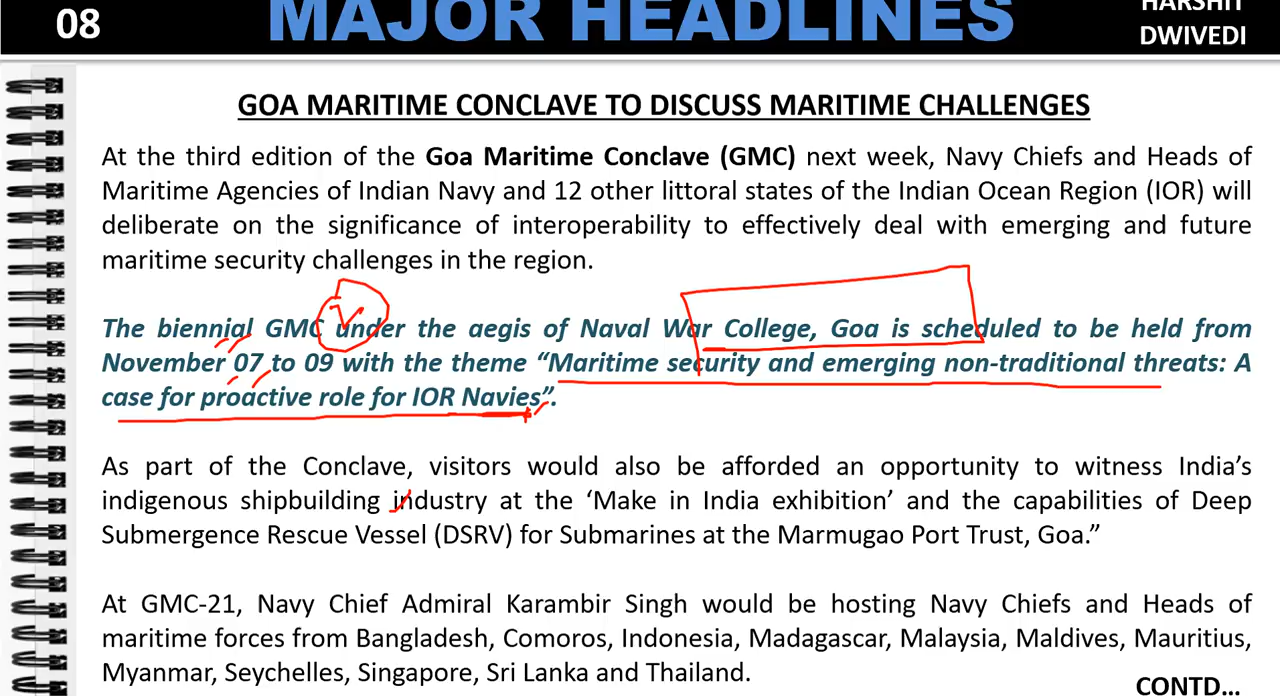 08
MAJOR HEADLINES
HARSHIT
DWIVEDI
GOA MARITIME CONCLAVE TO DISCUSS MARITIME CHALLENGES
At the third edition of the Goa Maritime Conclave (GMC) next week, Navy Chiefs and Heads of
Maritime Agencies of Indian Navy and 12 other littoral states of the Indian Ocean Region (IOR) will
deliberate on the significance of interoperability to effectively deal with emerging and future
maritime security challenges in the region.
The biennial GMC under the aegis of Naval War College, Goa is scheduled to be held from
November 07 to 09 with the theme “Maritime security and emerging non-traditional threats: A
case for proactive role for IOR Navies”.
As part of the Conclave, visitors would also be afforded an opportunity to witness India’s
indigenous shipbuilding industry at the ‘Make in India exhibition’ and the capabilities of Deep
Submergence Rescue Vessel (DSRV) for Submarines at the Marmugao Port Trust, Goa.”
At GMC-21, Navy Chief Admiral Karambir Singh would be hosting Navy Chiefs and Heads of
maritime forces from Bangladesh, Comoros, Indonesia, Madagascar, Malaysia, Maldives, Mauritius,
Myanmar, Seychelles, Singapore, Sri Lanka and Thailand.
CONTD…